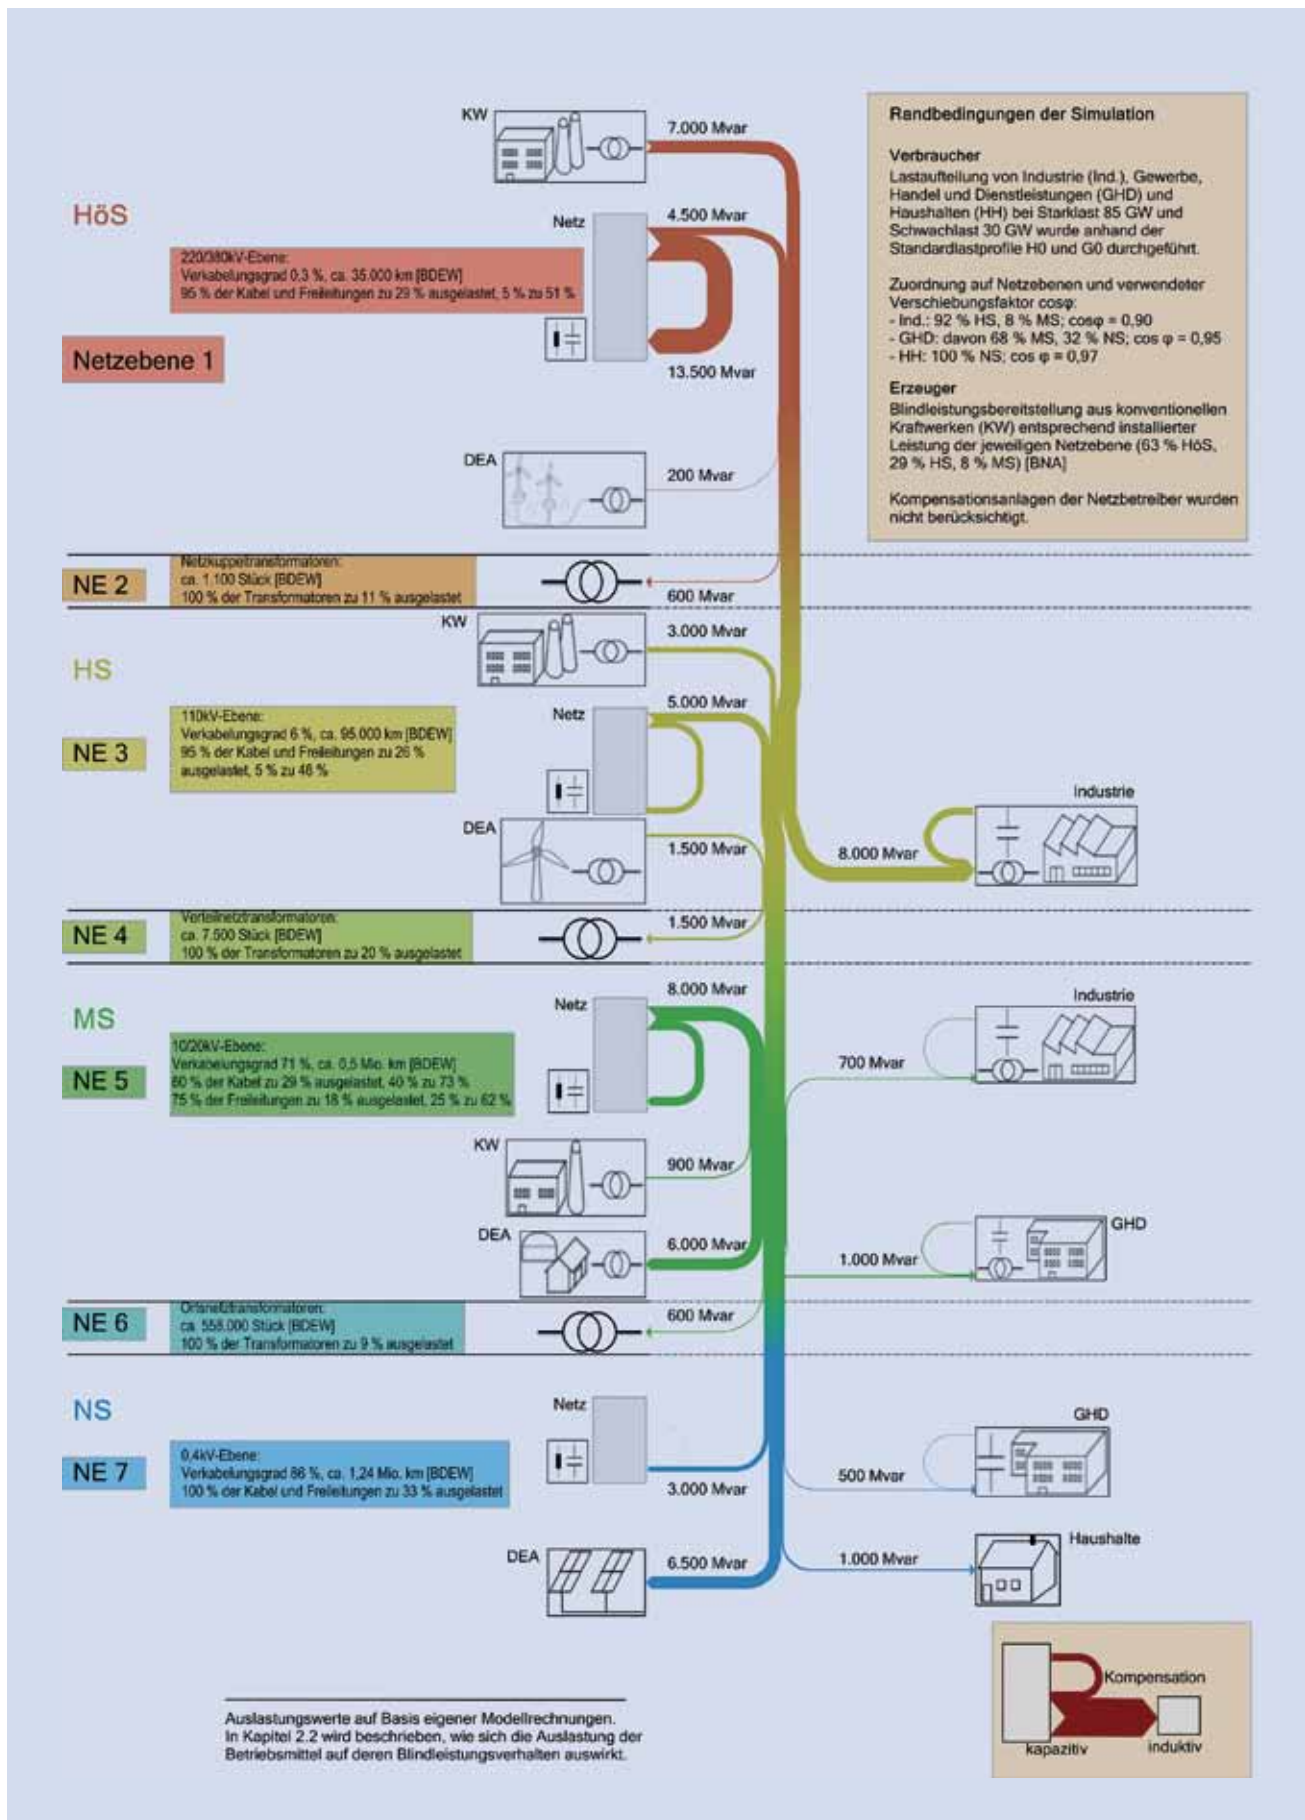 KW
7.000 Mvar
HöS
Netz
4.500 Mvar
220/380kV-Ebene:
Verkabelungsgrad 0,3 %, ca. 35.000 km [BDEW]
95 % der Kabel und Freileitungen zu 29 % ausgelastet, 5 % zu 51 %
Netzebene 1
13.500 Mvar
DEA
200 Mvar
Randbedingungen der Simulation
Verbraucher
Lastaufteilung von Industrie (Ind.), Gewerbe,
Handel und Dienstleistungen (GHD) und
Haushalten (HH) bei Starklast 85 GW und
Schwachlast 30 GW wurde anhand der
Standardlastprofile H0 und G0 durchgeführt.
Zuordnung auf Netzebenen und verwendeter
Verschiebungsfaktor cosφ:
- Ind.: 92 % HS, 8 % MS; cosφ = 0,90
- GHD: davon 68 % MS, 32 % NS; cos φ = 0,95
- HH: 100 % NS; cos φ = 0,97
Erzeuger
Blindleistungsbereitstellung aus konventionellen
Kraftwerken (KW) entsprechend installierter
Leistung der jeweiligen Netzebene (63 % HöS,
29 % HS, 8 % MS) [BNA]
Kompensationsanlagen der Netzbetreiber wurden
nicht berücksichtigt.
NE 2
Netzkuppeltransformatoren:
ca. 1.100 Stück [BDEW]
100 % der Transformatoren zu 11 % ausgelastet
600 Mvar
KW
3.000 Mvar
HS
Netz
5.000 Mvar
NE 3
110kV-Ebene:
Verkabelungsgrad 6 %, ca. 95.000 km [BDEW]
95 % der Kabel und Freileitungen zu 26 %
ausgelastet, 5 % zu 46 %
DEA
1.500 Mvar
Industrie
8.000 Mvar
NE 4
Verteilnetztransformatoren:
ca. 7.500 Stück [BDEW]
100 % der Transformatoren zu 20 % ausgelastet
1.500 Mvar
MS
Netz
8.000 Mvar
Industrie
700 Mvar
NE 5
10/20kV-Ebene:
Verkabelungsgrad 71 %, ca. 0,5 Mio. km [BDEW]
60 % der Kabel zu 29 % ausgelastet, 40 % zu 73 %
75 % der Freileitungen zu 18 % ausgelastet, 25 % zu 62 %
KW
900 Mvar
DEA
6.000 Mvar
GHD
1.000 Mvar
NE 6
Ortsnetztransformatoren:
ca. 558.000 Stück [BDEW]
100 % der Transformatoren zu 9 % ausgelastet
600 Mvar
NS
Netz
GHD
NE 7
0,4kV-Ebene:
Verkabelungsgrad 86 %, ca. 1,24 Mio. km [BDEW]
100 % der Kabel und Freileitungen zu 33 % ausgelastet
3.000 Mvar
500 Mvar
DEA
6.500 Mvar
Haushalte
1.000 Mvar
Kompensation
kapazitiv
induktiv
Auslastungswerte auf Basis eigener Modellrechnungen.
In Kapitel 2.2 wird beschrieben, wie sich die Auslastung der
Betriebsmittel auf deren Blindleistungsverhalten auswirkt.